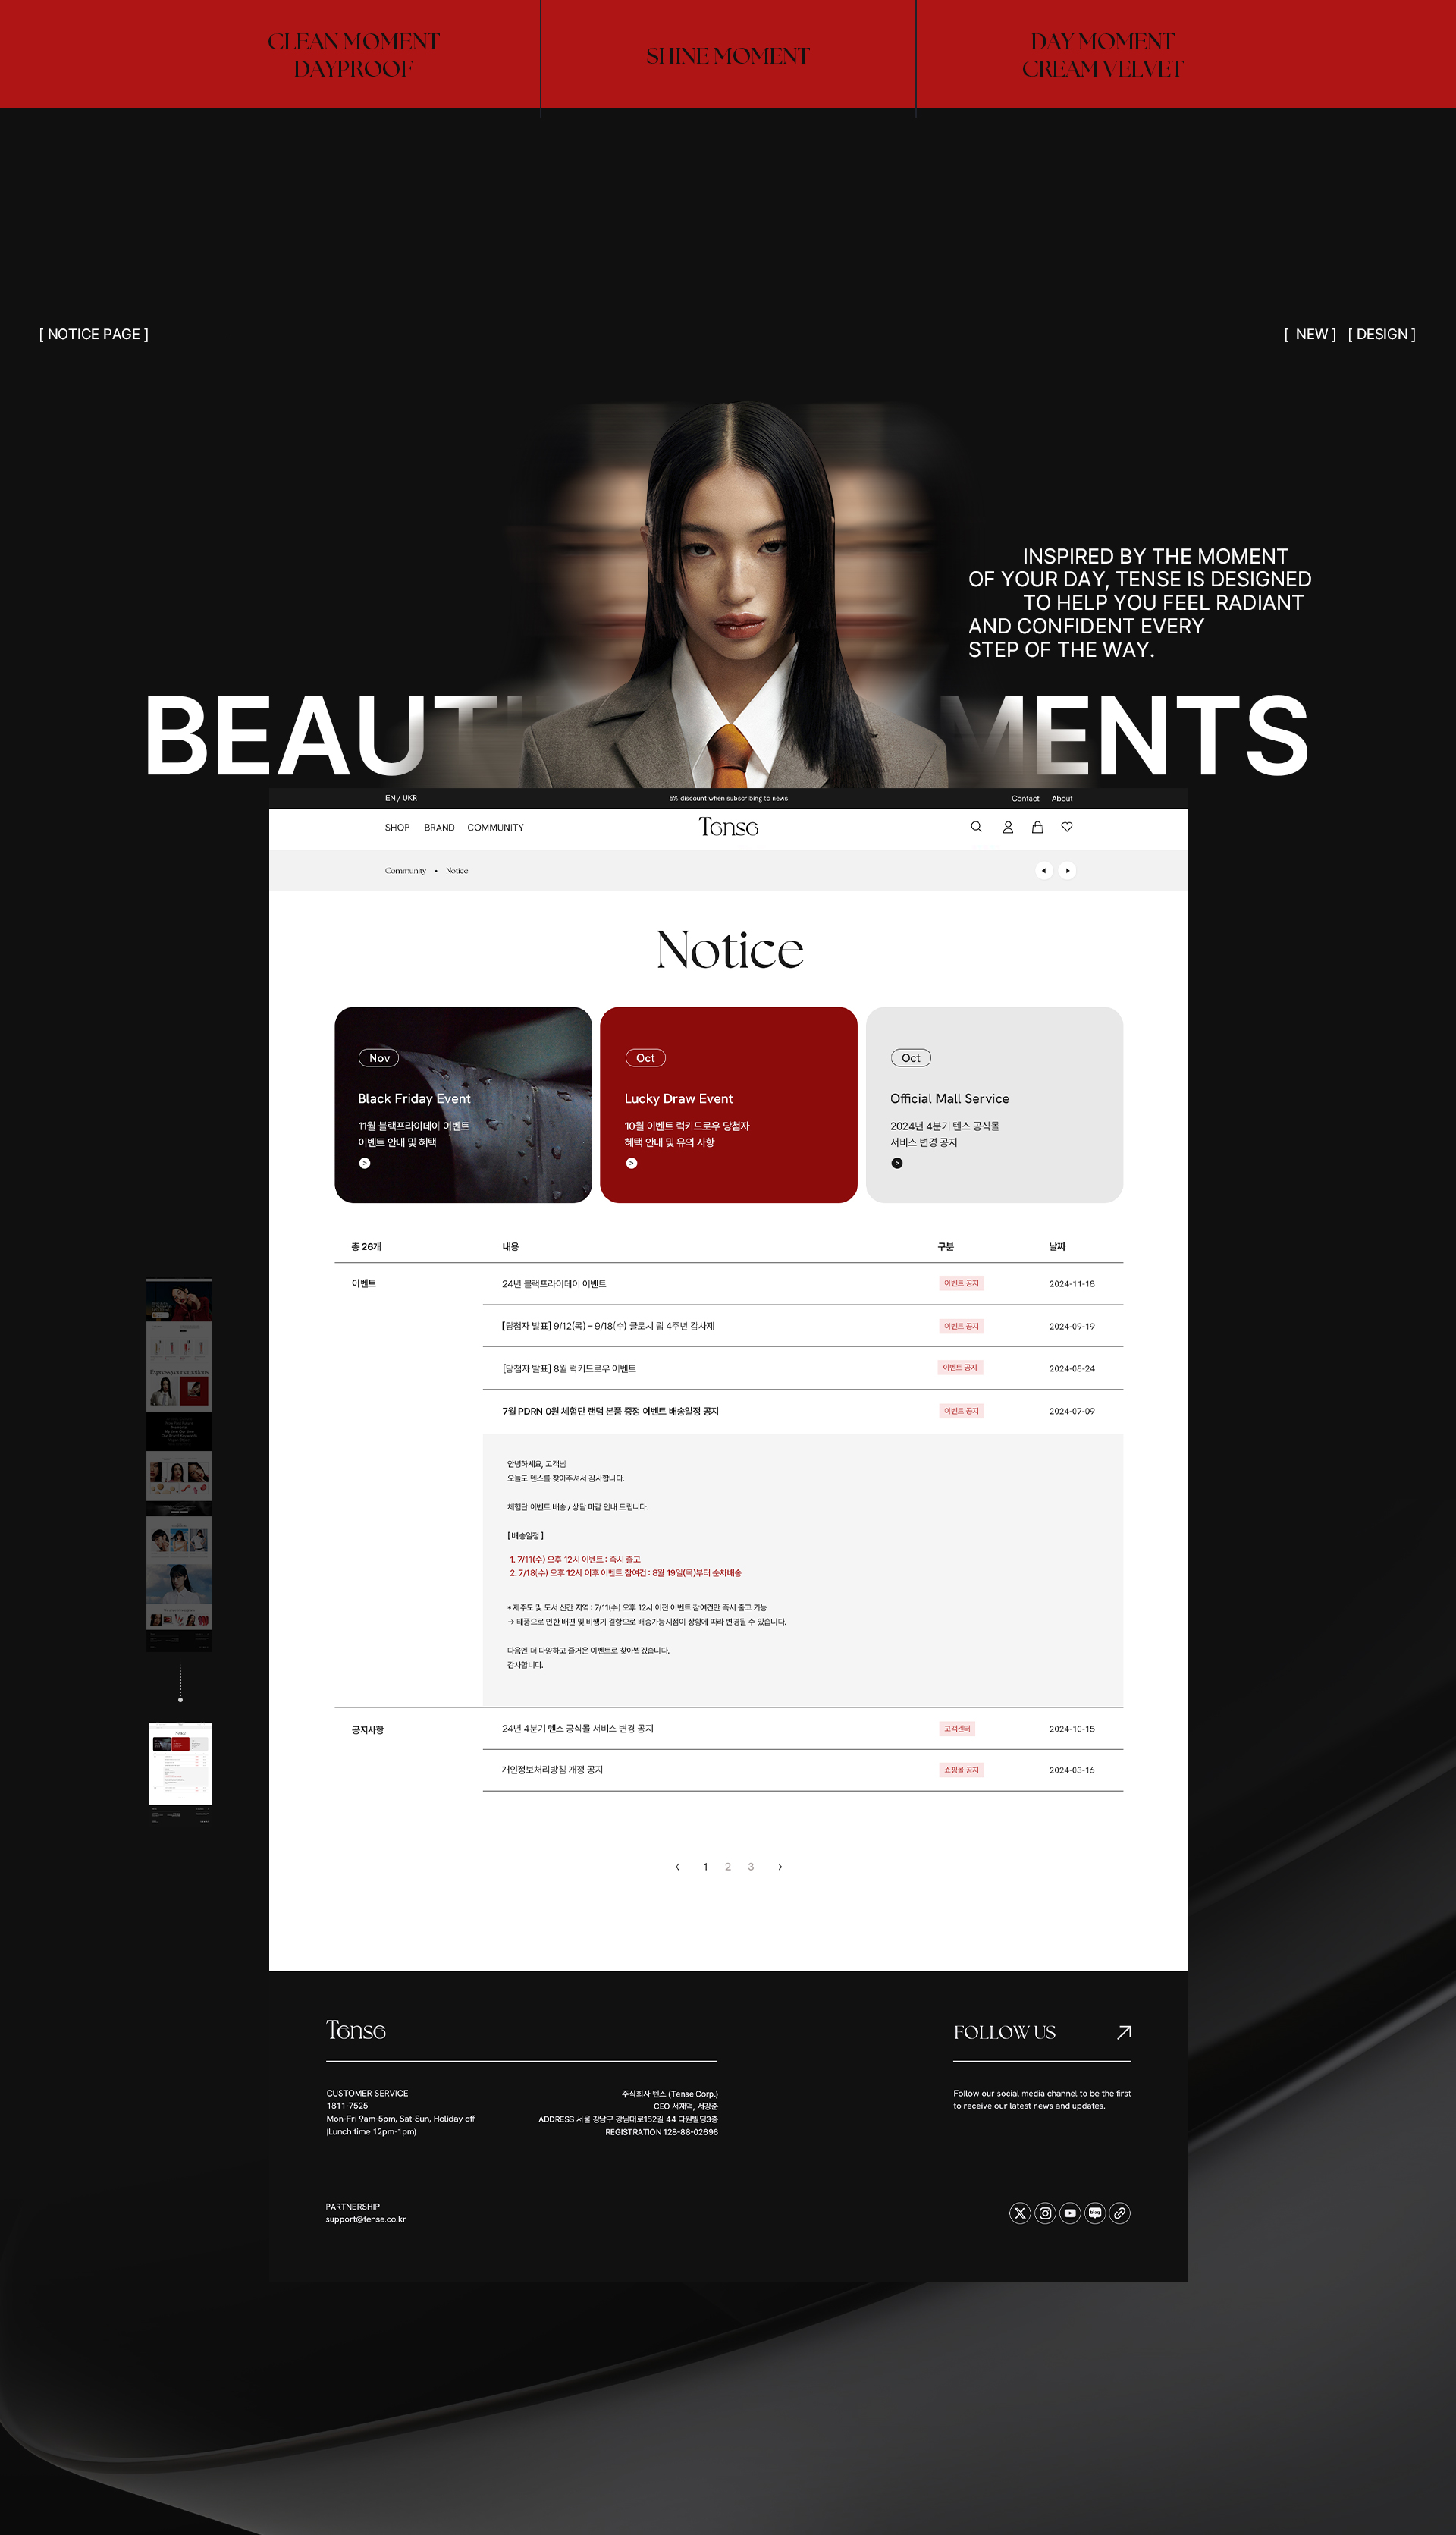 CLEAN MOMENT
DAYPROOF
SHINE MOMENT
DAY MOMENT
CREAM VELVET
[ NOTICE PAGE ]
[ NEW ] [ DESIGN ]
INSPIRED BY THE MOMENT
OF YOUR DAY, TENSE IS DESIGNED
TO HELP YOU FEEL RADIANT
AND CONFIDENT EVERY
STEP OF THE WAY.
BEAUT MENTS
EN / UKR
5% discount when subscribing to news
Contact About
SHOP BRAND COMMUNITY
Tense
Community • Notice
Notice
Nov
Black Friday Event
11월 블랙프라이데이 이벤트
이벤트 안내 및 혜택
Oct
Lucky Draw Event
10월 이벤트 럭키드로우 당첨자
혜택 안내 및 유의 사항
Oct
Official Mall Service
2024년 4분기 텐스 공식몰
서비스 변경 공지
총 26개 내용 구분 날짜
이벤트 24년 블랙프라이데이 이벤트 이벤트 공지 2024-11-18
[당첨자 발표] 9/12(목) – 9/18(수) 글로시 립 4주년 감사제 이벤트 공지 2024-09-19
[당첨자 발표] 8월 럭키드로우 이벤트 이벤트 공지 2024-08-24
7월 PDRN 0원 체험단 랜덤 본품 증정 이벤트 배송일정 공지 이벤트 공지 2024-07-09
안녕하세요, 고객님
오늘도 텐스를 찾아주셔서 감사합니다.
체험단 이벤트 배송 / 상담 마감 안내 드립니다.
[ 배송일정 ]
1. 7/11(수) 오후 12시 이벤트 : 즉시 출고
2. 7/18(수) 오후 12시 이후 이벤트 참여건 : 8월 19일(목)부터 순차배송
* 제주도 및 도서 산간 지역 : 7/11(수) 오후 12시 이전 이벤트 참여건만 즉시 출고 가능
→ 태풍으로 인한 배편 및 비행기 결항으로 배송가능시점이 상황에 따라 변경될 수 있습니다.
다음엔 더 다양하고 즐거운 이벤트로 찾아뵙겠습니다.
감사합니다.
공지사항 24년 4분기 텐스 공식몰 서비스 변경 공지 고객센터 2024-10-15
개인정보처리방침 개정 공지 쇼핑몰 공지 2024-03-16
1 2 3
Tense
FOLLOW US
CUSTOMER SERVICE
1811-7525
Mon-Fri 9am-5pm, Sat-Sun, Holiday off
(Lunch time 12pm-1pm)
주식회사 텐스 (Tense Corp.)
CEO 서재덕, 서강준
ADDRESS 서울 강남구 강남대로152길 44 다원빌딩3층
REGISTRATION 128-88-02696
Follow our social media channel to be the first
to receive our latest news and updates.
PARTNERSHIP
support@tense.co.kr
blog